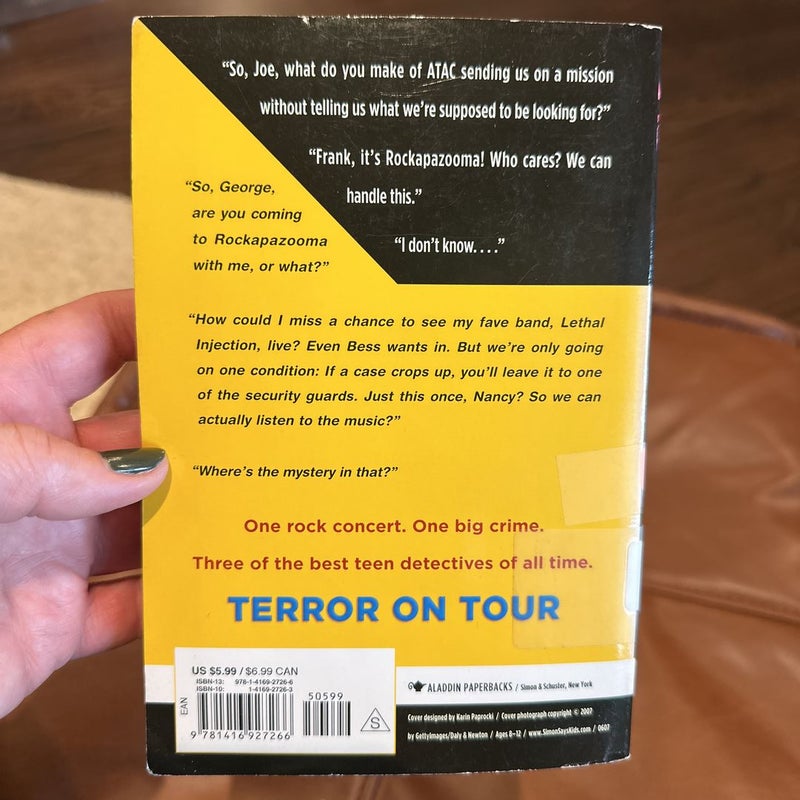 “So, Joe, what do you make of ATAC sending us on a mission
without telling us what we’re supposed to be looking for?”
“Frank, it’s Rockapazooma! Who cares? We can
handle this.”
“I don’t know. . . .”
“So, George,
are you coming
to Rockapazooma
with me, or what?”
“How could I miss a chance to see my fave band, Lethal
Injection, live? Even Bess wants in. But we’re only going
on one condition: If a case crops up, you’ll leave it to one
of the security guards. Just this once, Nancy? So we can
actually listen to the music?”
“Where’s the mystery in that?”
One rock concert. One big crime.
Three of the best teen detectives of all time.
TERROR ON TOUR
US $5.99 / $6.99 CAN
ISBN-13: 978-1-4169-2726-6
ISBN-10: 1-4169-2726-3
50599
EAN
9 781416 927266
S
ALADDIN PAPERBACKS / Simon & Schuster, New York
Cover designed by Karin Paprocki / Cover photograph copyright © 2007
by GettyImages/Daly & Newton / Ages 8–12 / www.SimonSaysKids.com / 0607